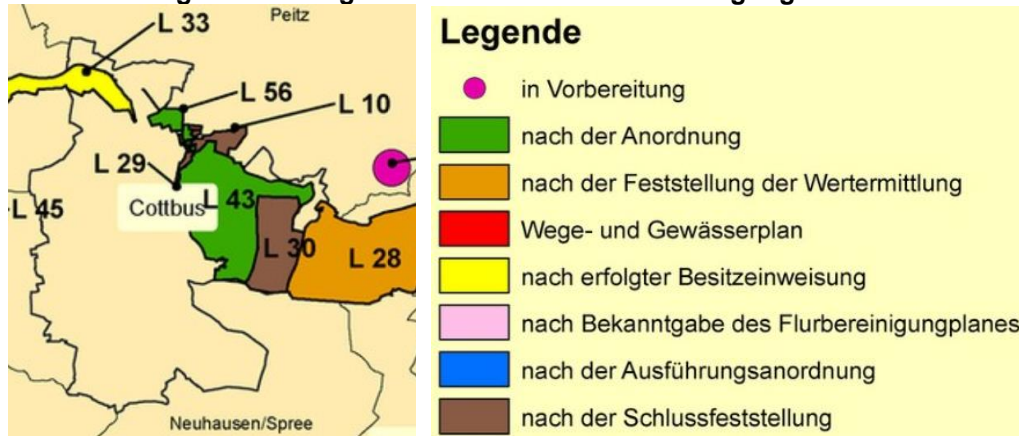 Peitz
L 33
L 56
L 10
L 29
L 45
Cottbus
L 43
L 30
L 28
Neuhausen/Spree
Legende
in Vorbereitung
nach der Anordnung
nach der Feststellung der Wertermittlung
Wege- und Gewässerplan
nach erfolgter Besitzeinweisung
nach Bekanntgabe des Flurbereinigungplanes
nach der Ausführungsanordnung
nach der Schlussfeststellung